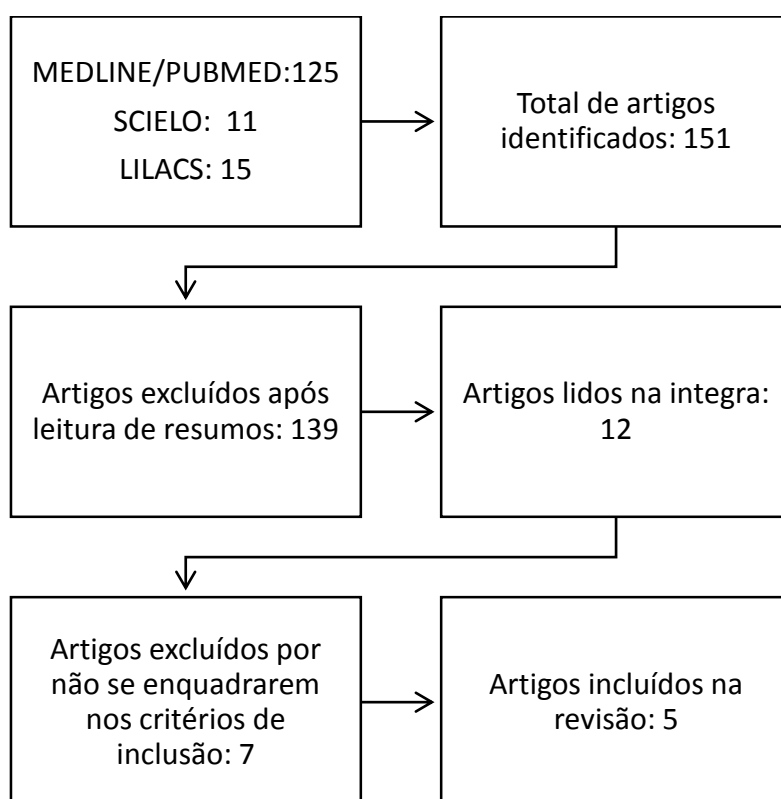 MEDLINE/PUBMED:125
SCIELO: 11
LILACS: 15
Total de artigos
identificados: 151
Artigos excluídos após
leitura de resumos: 139
Artigos lidos na integra:
12
Artigos excluídos por
não se enquadrarem
nos critérios de
inclusão: 7
Artigos incluídos na
revisão: 5